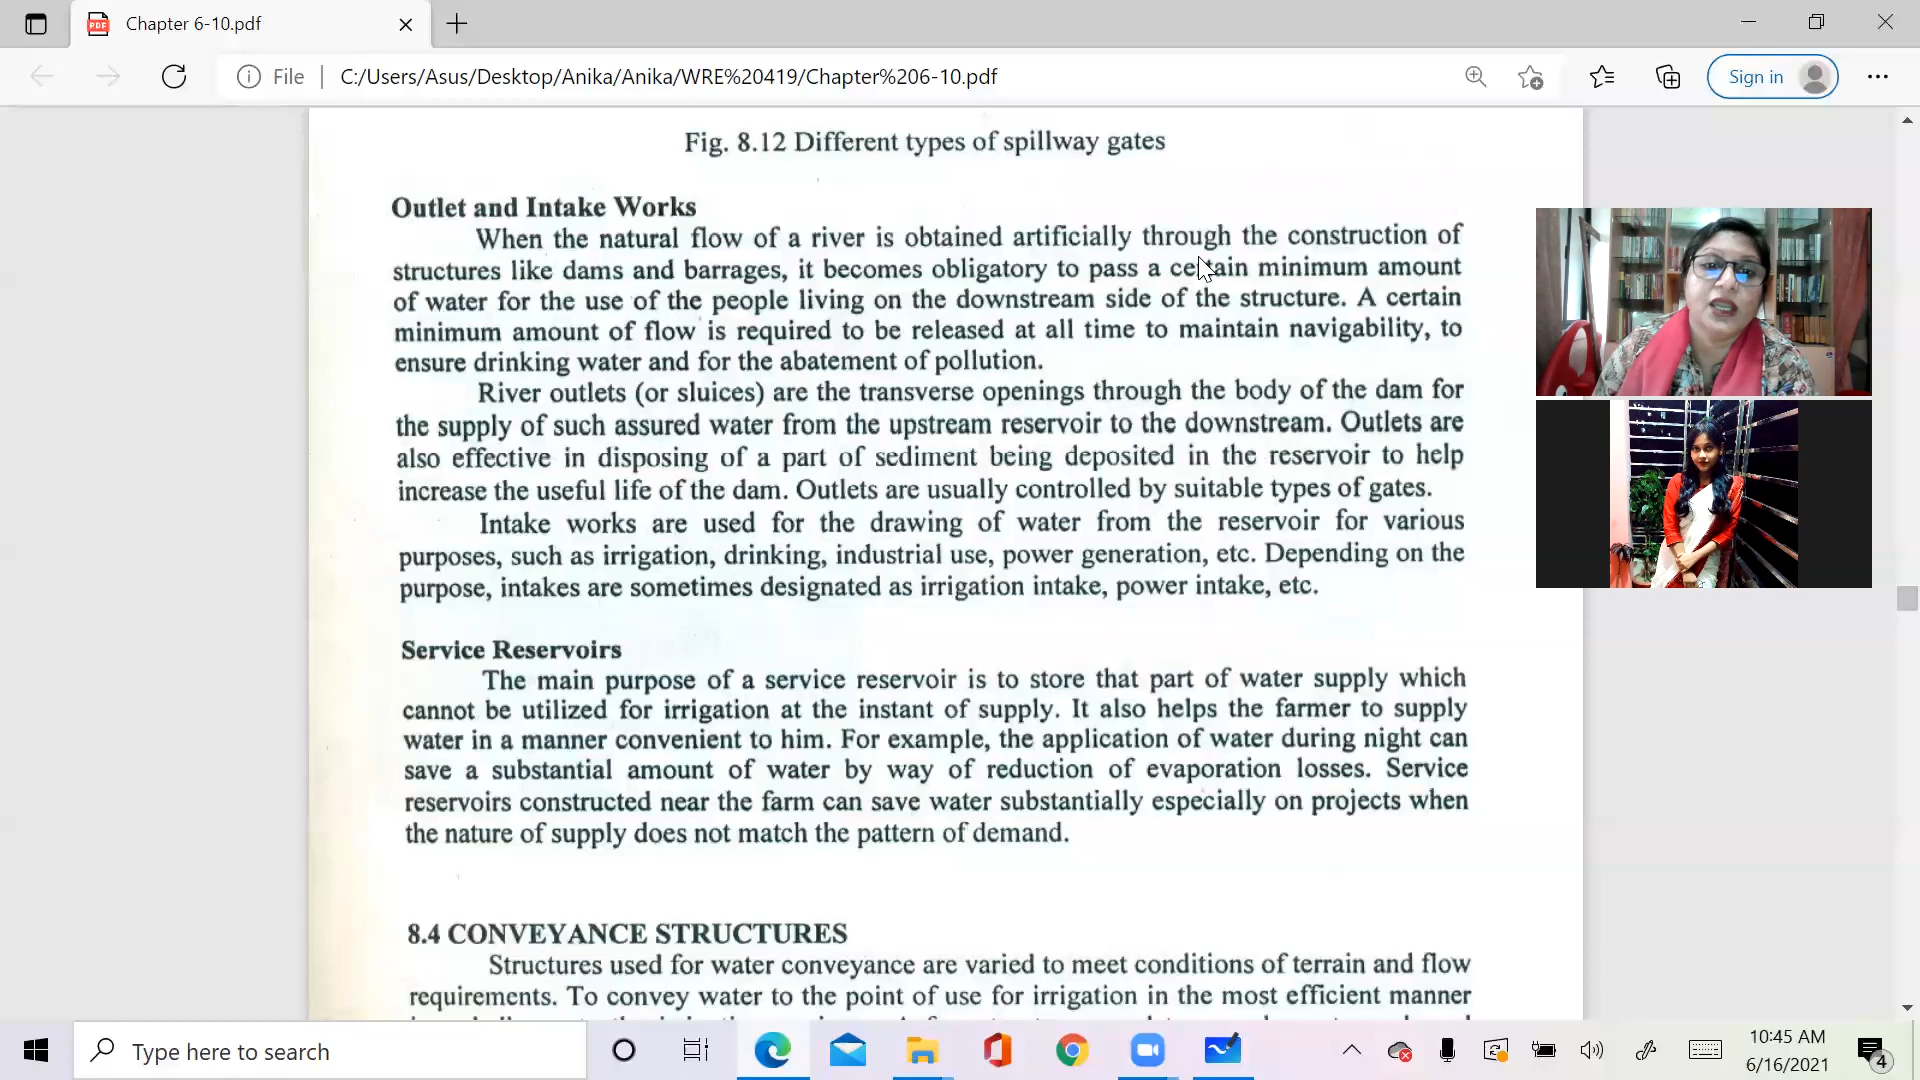 Chapter 6-10.pdf
File
C:/Users/Asus/Desktop/Anika/Anika/WRE%20419/Chapter%206-10.pdf
Sign in
Fig. 8.12 Different types of spillway gates
Outlet and Intake Works
When the natural flow of a river is obtained artificially through the construction of
structures like dams and barrages, it becomes obligatory to pass a certain minimum amount
of water for the use of the people living on the downstream side of the structure. A certain
minimum amount of flow is required to be released at all time to maintain navigability, to
ensure drinking water and for the abatement of pollution.
River outlets (or sluices) are the transverse openings through the body of the dam for
the supply of such assured water from the upstream reservoir to the downstream. Outlets are
also effective in disposing of a part of sediment being deposited in the reservoir to help
increase the useful life of the dam. Outlets are usually controlled by suitable types of gates.
Intake works are used for the drawing of water from the reservoir for various
purposes, such as irrigation, drinking, industrial use, power generation, etc. Depending on the
purpose, intakes are sometimes designated as irrigation intake, power intake, etc.
Service Reservoirs
The main purpose of a service reservoir is to store that part of water supply which
cannot be utilized for irrigation at the instant of supply. It also helps the farmer to supply
water in a manner convenient to him. For example, the application of water during night can
save a substantial amount of water by way of reduction of evaporation losses. Service
reservoirs constructed near the farm can save water substantially especially on projects when
the nature of supply does not match the pattern of demand.
8.4 CONVEYANCE STRUCTURES
Structures used for water conveyance are varied to meet conditions of terrain and flow
requirements. To convey water to the point of use for irrigation in the most efficient manner
Type here to search
10:45 AM
6/16/2021
4